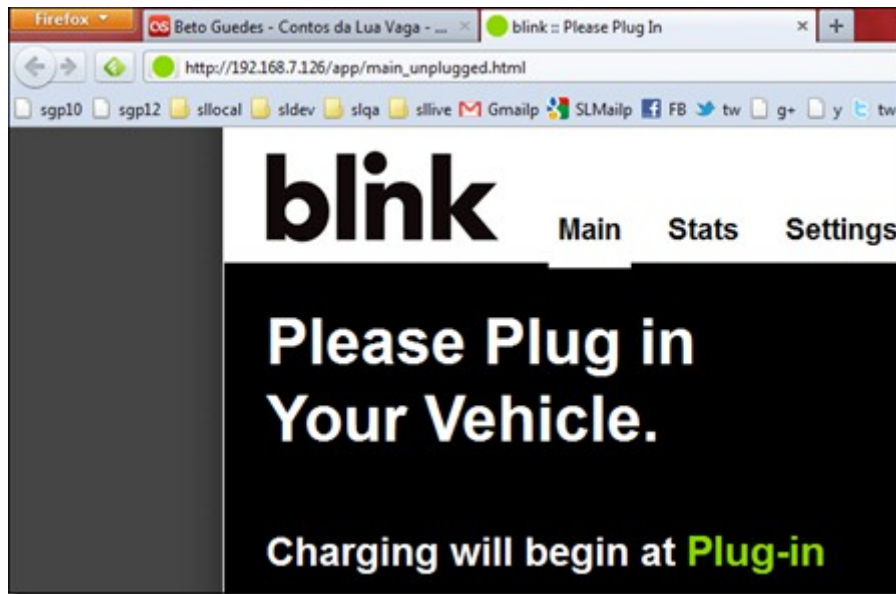 Firefox
Beto Guedes - Contos da Lua Vaga - ...
blink :: Please Plug In
http://192.168.7.126/app/main_unplugged.html
sgp10 sgp12 sllocal sldev slqa sllive Gmailp SLMailp FB tw g+ y tw
blink
Main Stats Settings
Please Plug in
Your Vehicle.
Charging will begin at Plug-in